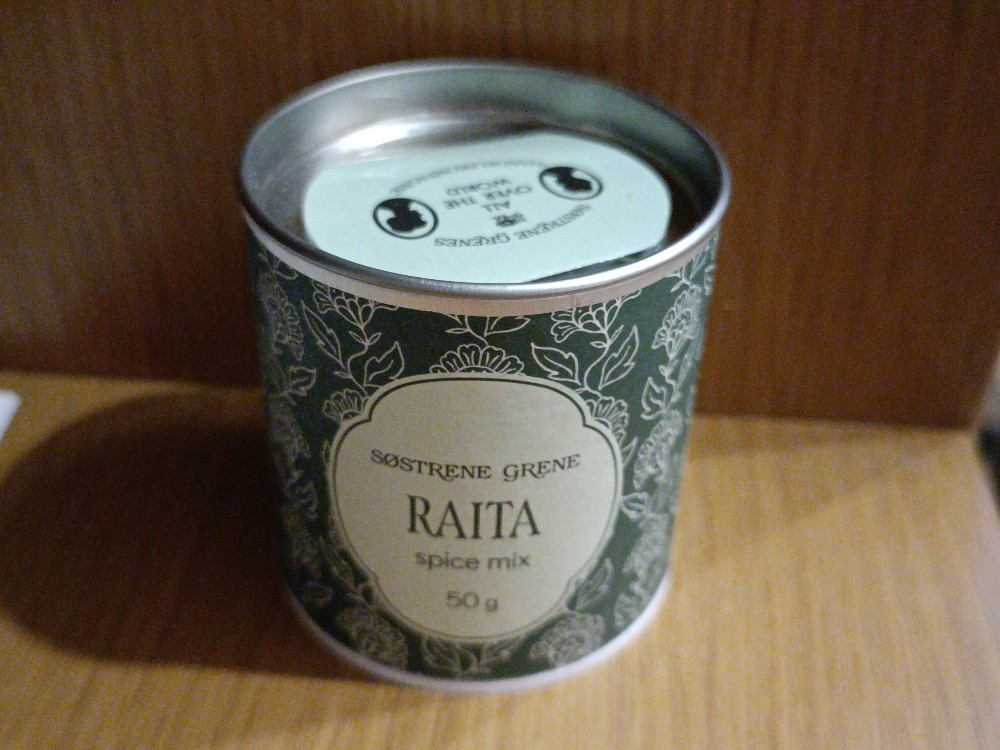 SØSTRENE GRENES
ALL
OVER THE
WORLD
SØSTRENE GRENE
RAITA
spice mix
50 g